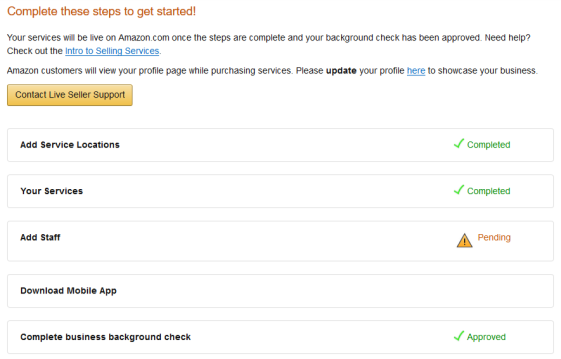 Complete these steps to get started!
Your services will be live on Amazon.com once the steps are complete and your background check has been approved. Need help?
Check out the Intro to Selling Services.
Amazon customers will view your profile page while purchasing services. Please update your profile here to showcase your business.
Contact Live Seller Support
Add Service Locations Completed
Your Services Completed
Add Staff Pending
Download Mobile App
Complete business background check Approved